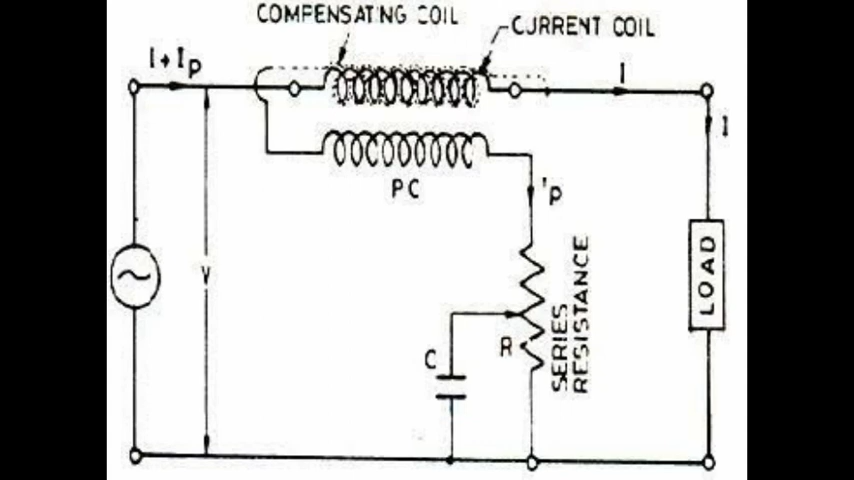 COMPENSATING COIL
CURRENT COIL
I + Ip
I
I
PC
Ip
V
LOAD
C
R
SERIES
RESISTANCE